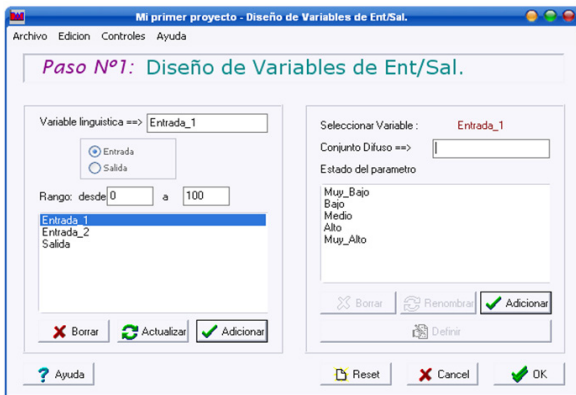 Mi primer proyecto - Diseño de Variables de Ent/Sal.
Archivo Edicion Controles Ayuda
Paso Nº1: Diseño de Variables de Ent/Sal.
Variable linguistica ==> Entrada_1
Entrada
Salida
Rango: desde 0 a 100
Entrada_1
Entrada_2
Salida
Borrar Actualizar Adicionar
Seleccionar Variable : Entrada_1
Conjunto Difuso ==>
Estado del parametro
Muy_Bajo
Bajo
Medio
Alto
Muy_Alto
Borrar Renombrar Adicionar
Definir
Ayuda Reset Cancel OK